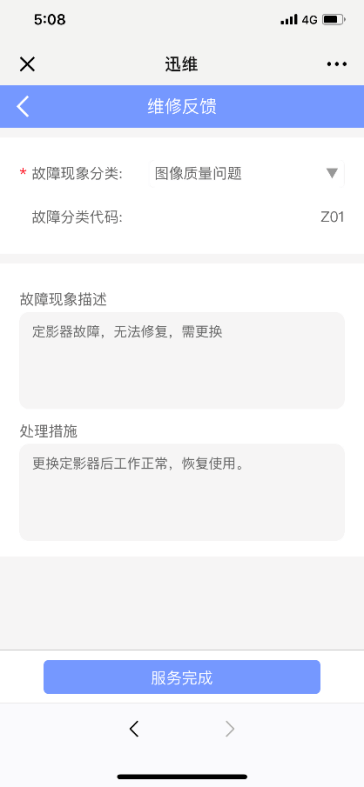 5:08
4G
迅维
维修反馈
* 故障现象分类: 图像质量问题
故障分类代码: Z01
故障现象描述
定影器故障，无法修复，需更换
处理措施
更换定影器后工作正常，恢复使用。
服务完成